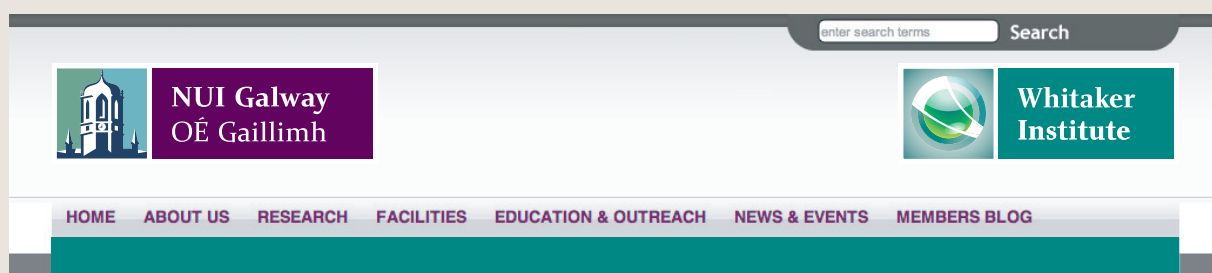 enter search terms Search
NUI Galway
OÉ Gaillimh
Whitaker
Institute
HOME ABOUT US RESEARCH FACILITIES EDUCATION & OUTREACH NEWS & EVENTS MEMBERS BLOG